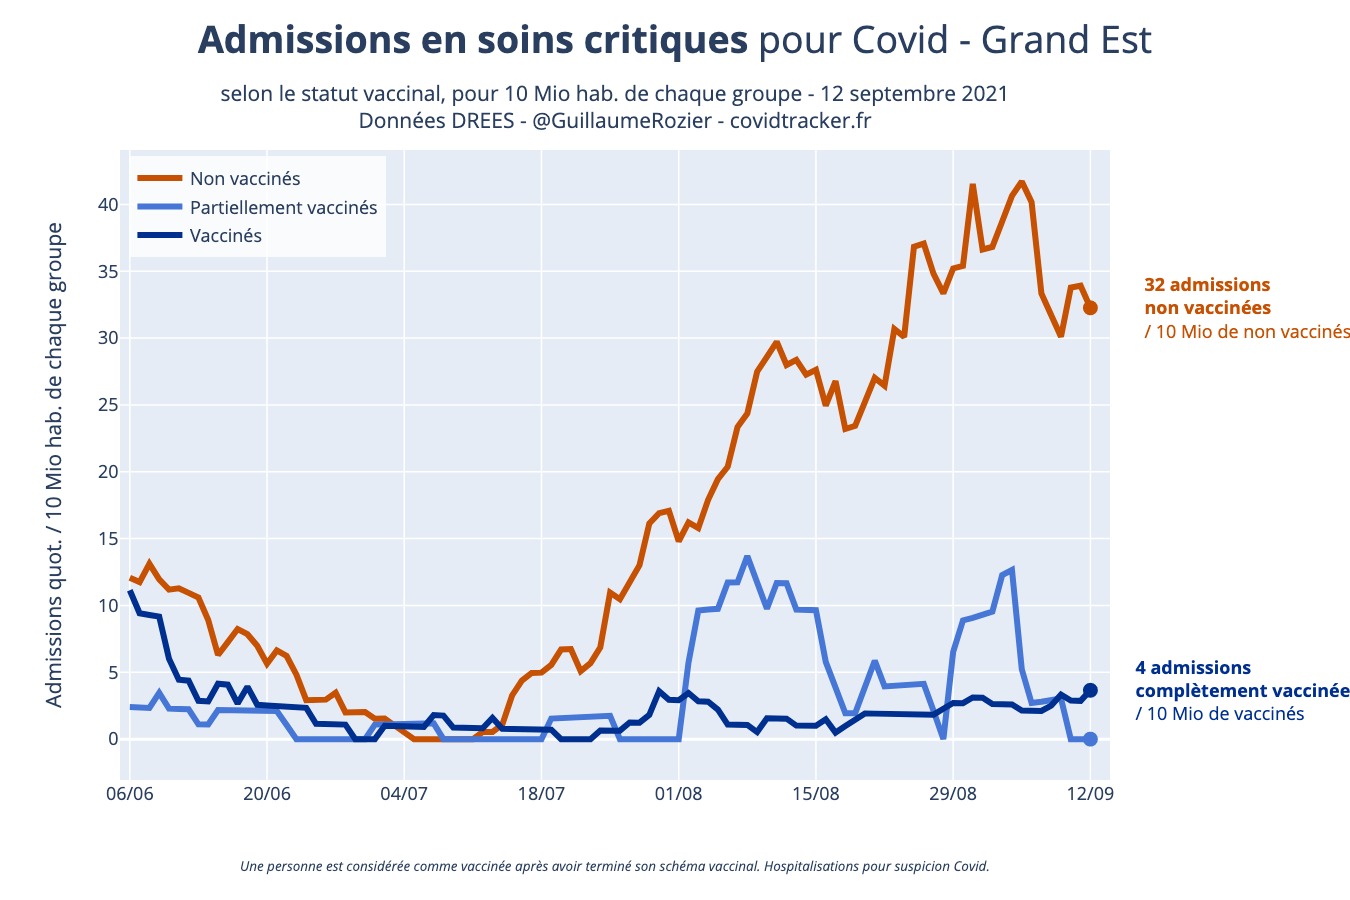 Admissions en soins critiques pour Covid - Grand Est
selon le statut vaccinal, pour 10 Mio hab. de chaque groupe - 12 septembre 2021
Données DREES - @GuillaumeRozier - covidtracker.fr
Non vaccinés
Partiellement vaccinés
Vaccinés
Admissions quot. / 10 Mio hab. de chaque groupe
40
35
30
25
20
15
10
5
0
06/06 20/06 04/07 18/07 01/08 15/08 29/08 12/09
32 admissions
non vaccinées
/ 10 Mio de non vaccinés
4 admissions
complètement vaccinée
/ 10 Mio de vaccinés
Une personne est considérée comme vaccinée après avoir terminé son schéma vaccinal. Hospitalisations pour suspicion Covid.